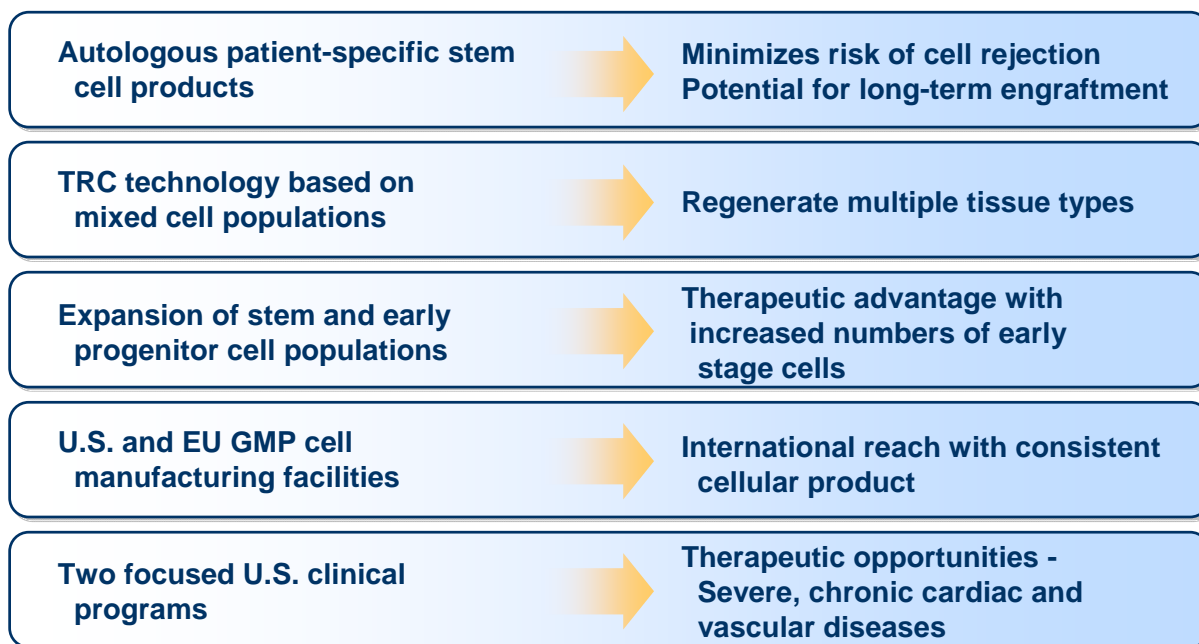 Autologous patient-specific stem
cell products
Minimizes risk of cell rejection
Potential for long-term engraftment
TRC technology based on
mixed cell populations
Regenerate multiple tissue types
Expansion of stem and early
progenitor cell populations
Therapeutic advantage with
increased numbers of early
stage cells
U.S. and EU GMP cell
manufacturing facilities
International reach with consistent
cellular product
Two focused U.S. clinical
programs
Therapeutic opportunities -
Severe, chronic cardiac and
vascular diseases